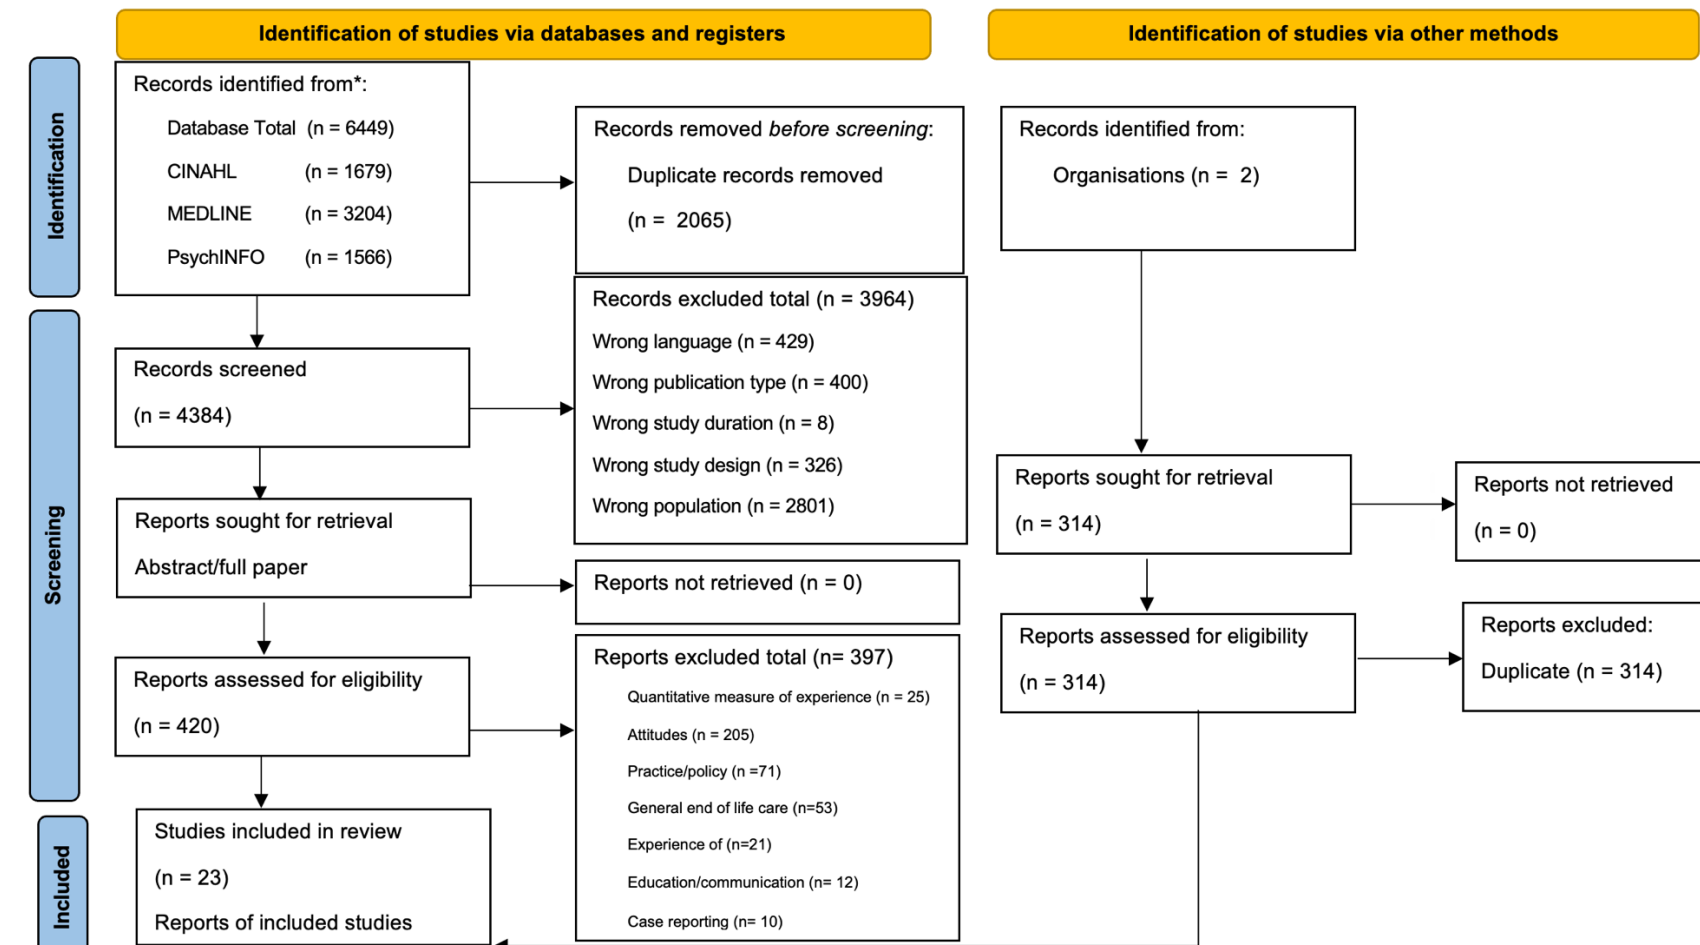 Identification of studies via databases and registers
Identification of studies via other methods
Identification
Records identified from*:
Database Total (n = 6449)
CINAHL (n = 1679)
MEDLINE (n = 3204)
PsychINFO (n = 1566)
Records removed before screening:
Duplicate records removed
(n = 2065)
Records identified from:
Organisations (n = 2)
Screening
Records screened
(n = 4384)
Records excluded total (n = 3964)
Wrong language (n = 429)
Wrong publication type (n = 400)
Wrong study duration (n = 8)
Wrong study design (n = 326)
Wrong population (n = 2801)
Reports sought for retrieval
Abstract/full paper
Reports not retrieved (n = 0)
Reports sought for retrieval
(n = 314)
Reports not retrieved
(n = 0)
Reports assessed for eligibility
(n = 420)
Reports excluded total (n= 397)
Quantitative measure of experience (n = 25)
Attitudes (n = 205)
Practice/policy (n =71)
General end of life care (n=53)
Experience of (n=21)
Education/communication (n= 12)
Case reporting (n= 10)
Reports assessed for eligibility
(n = 314)
Reports excluded:
Duplicate (n = 314)
Included
Studies included in review
(n = 23)
Reports of included studies